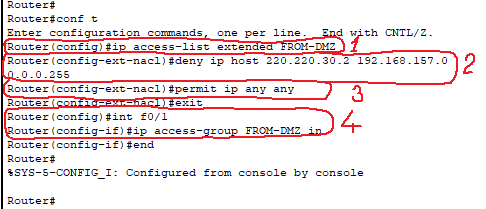 Router#
Router#conf t
Enter configuration commands, one per line.  End with CNTL/Z.
Router(config)#ip access-list extended FROM-DMZ 1
Router(config-ext-nacl)#deny ip host 220.220.30.2 192.168.157.0
0.0.0.255 2
Router(config-ext-nacl)#permit ip any any
3
Router(config-ext-nacl)#exit
Router(config)#int f0/1
4
Router(config-if)#ip access-group FROM-DMZ in
Router(config-if)#end
Router#
%SYS-5-CONFIG_I: Configured from console by console
Router#